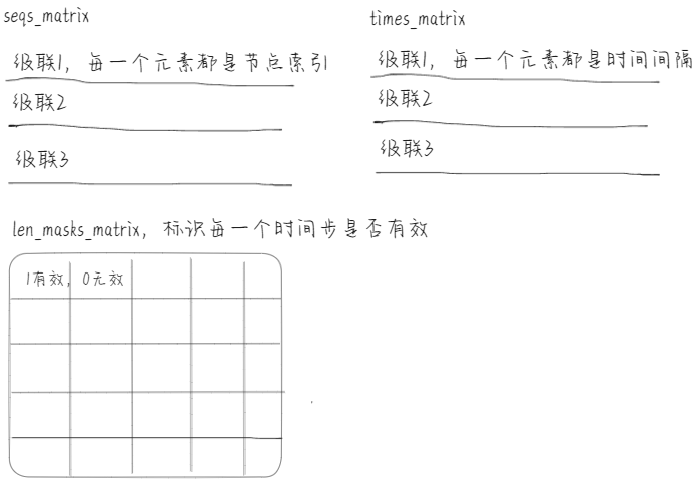 seqs_matrix
级联1，每一个元素都是节点索引
级联2
级联3
times_matrix
级联1，每一个元素都是时间间隔
级联2
级联3
len_masks_matrix，标识每一个时间步是否有效
1有效，0无效